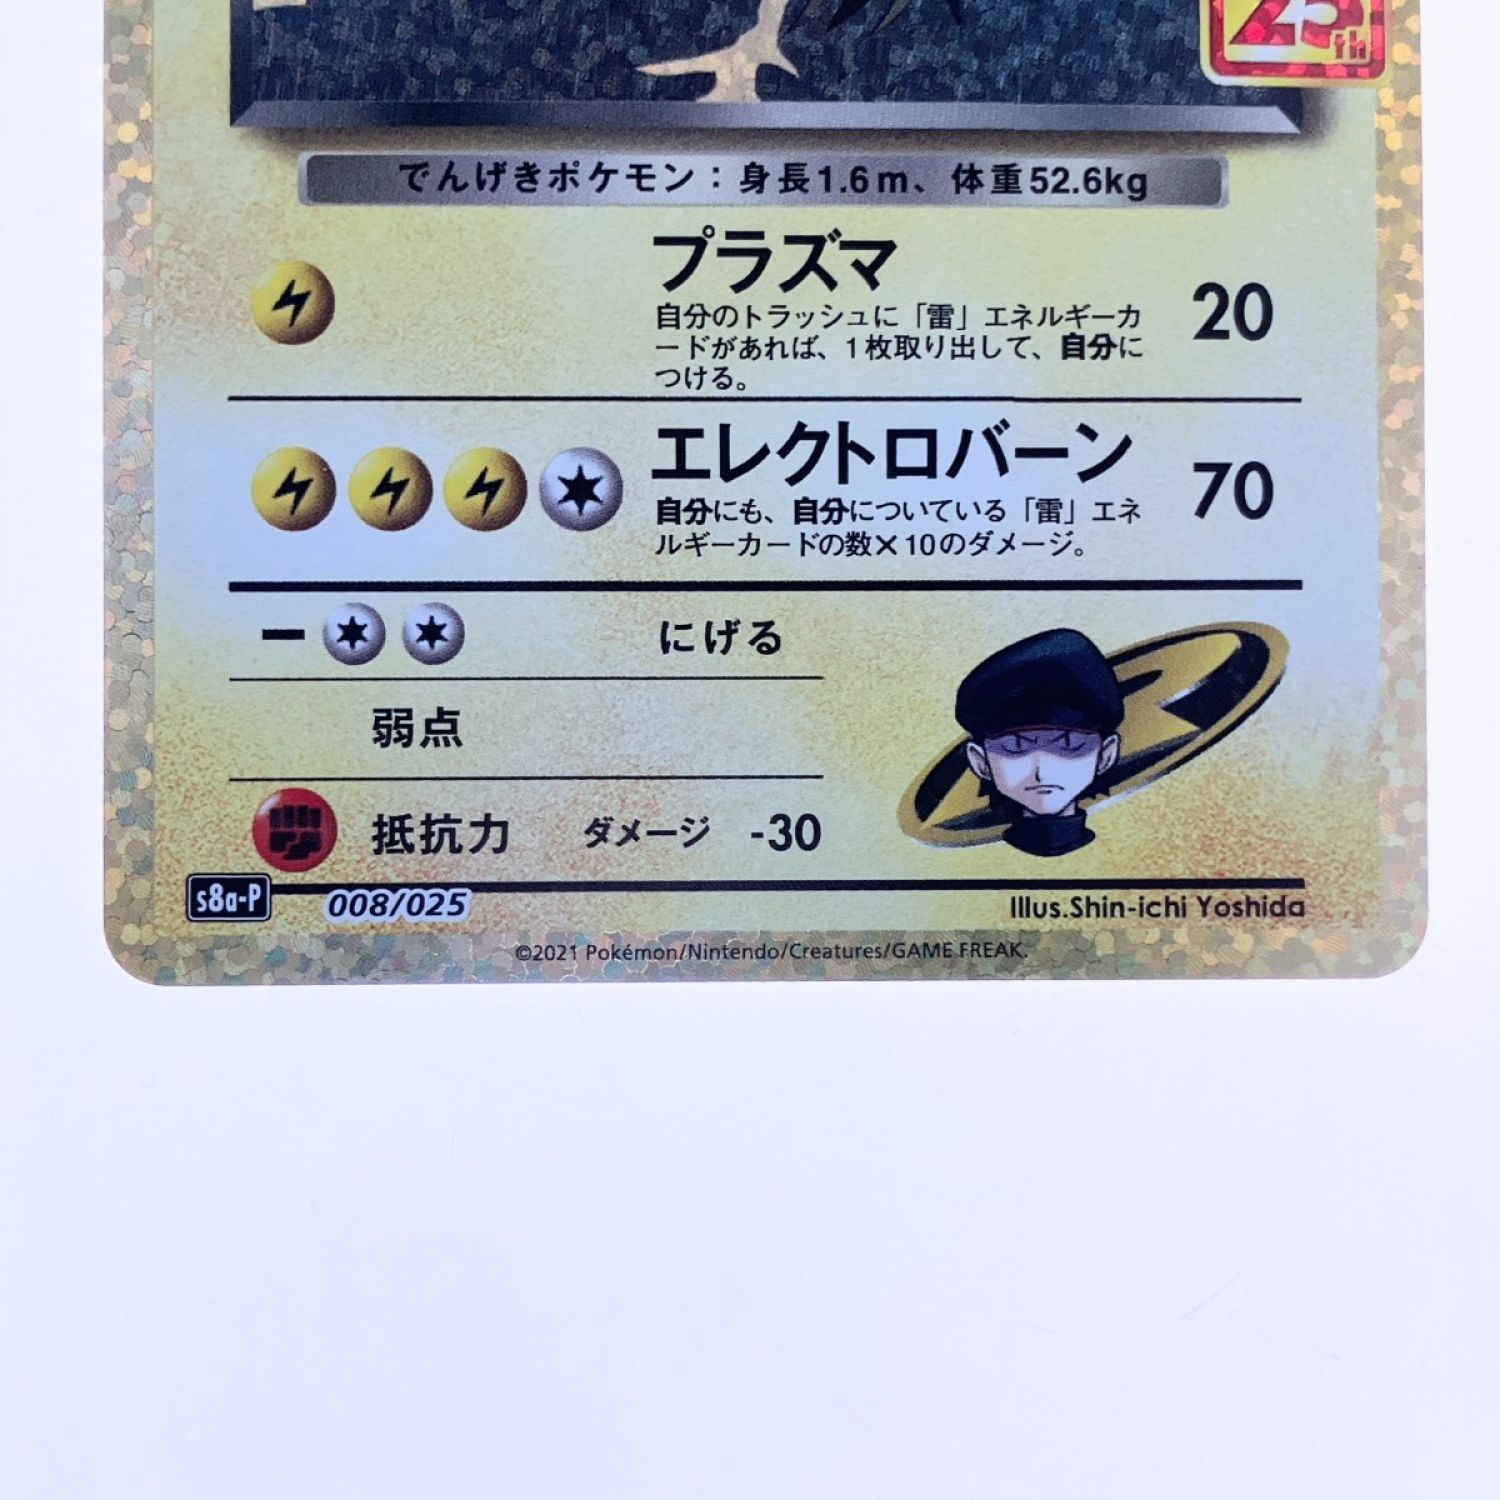 25th
でんげきポケモン：身長1.6m、体重52.6kg
プラズマ
自分のトラッシュに「雷」エネルギーカ
ードがあれば、1枚取り出して、自分に
つける。
20
エレクトロバーン
自分にも、自分についている「雷」エネ
ルギーカードの数×10のダメージ。
70
にげる
弱点
抵抗力 ダメージ -30
s8a-P 008/025
Illus.Shin-ichi Yoshida
©2021 Pokémon/Nintendo/Creatures/GAME FREAK.